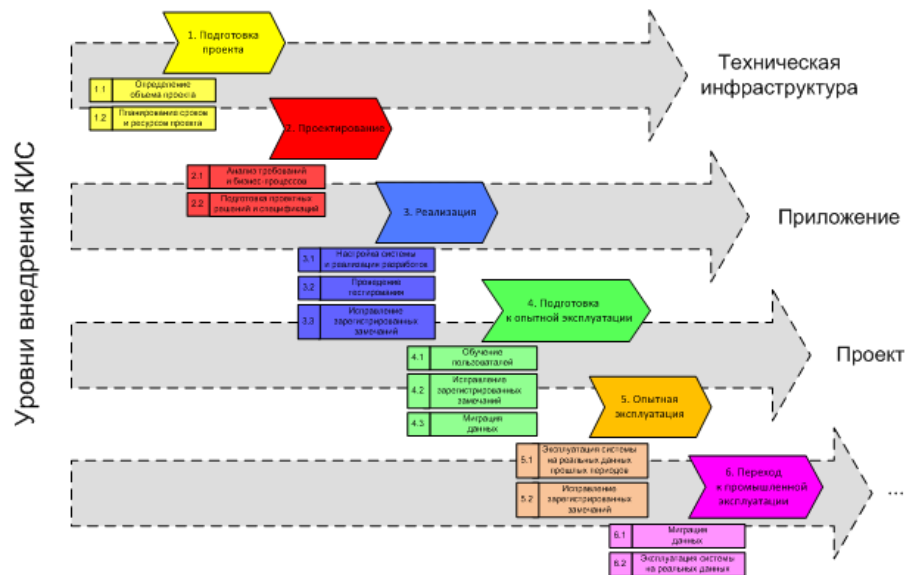 Уровни внедрения КИС
1. Подготовка
проекта
1.1
Определение
объема проекта
1.2
Планирование сроков
и ресурсов проекта
Техническая
инфраструктура
2. Проектирование
2.1
Анализ требований
и бизнес-процессов
2.2
Подготовка проектных
решений и спецификаций
3. Реализация
Приложение
3.1
Настройка системы
и реализации разработок
3.2
Проведение
тестирования
3.3
Исправление
зарегистрированных
замечаний
4. Подготовка
к опытной эксплуатации
Проект
4.1
Обучение
пользователей
4.2
Исправление
зарегистрированных
замечаний
4.3
Миграция
данных
5. Опытная
эксплуатация
5.1
Эксплуатация системы
на реальных данных
прошлых периодов
5.2
Исправление
зарегистрированных
замечаний
6. Переход
к промышленной
эксплуатации
...
6.1
Миграция
данных
6.2
Эксплуатация системы
на реальных данных